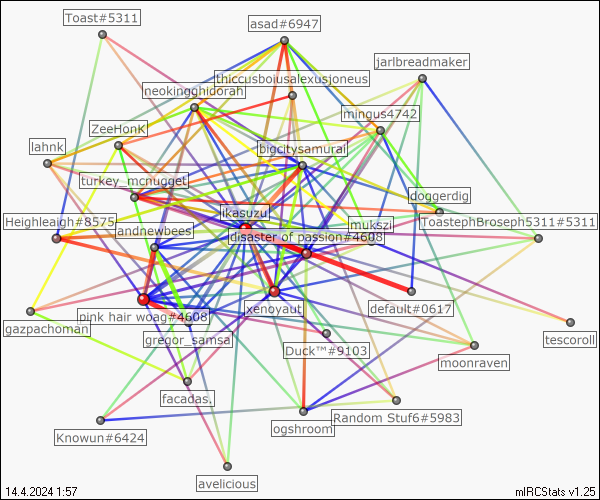 Toast#5311
asad#6947
jarlbreadmaker
thiccusboiusalexusjoneus
neokingghidorah
mingus4742
ZeeHonK
lahnk
bigcitysamurai
turkey_mcnugget
doggerdig
ikasuzu
Heighleaigh#8575
mukszi
ToastephBroseph5311#5311
andnewbees
disaster of passion#4608
pink hair woag#4608
xenoyaut
default#0617
gazpachoman
gregor_samsa
tescoroll
Duck™#9103
moonraven
facadas.
Random Stuf6#5983
ogshroom
Knowun#6424
avelicious
14.4.2024 1:57
mIRCStats v1.25